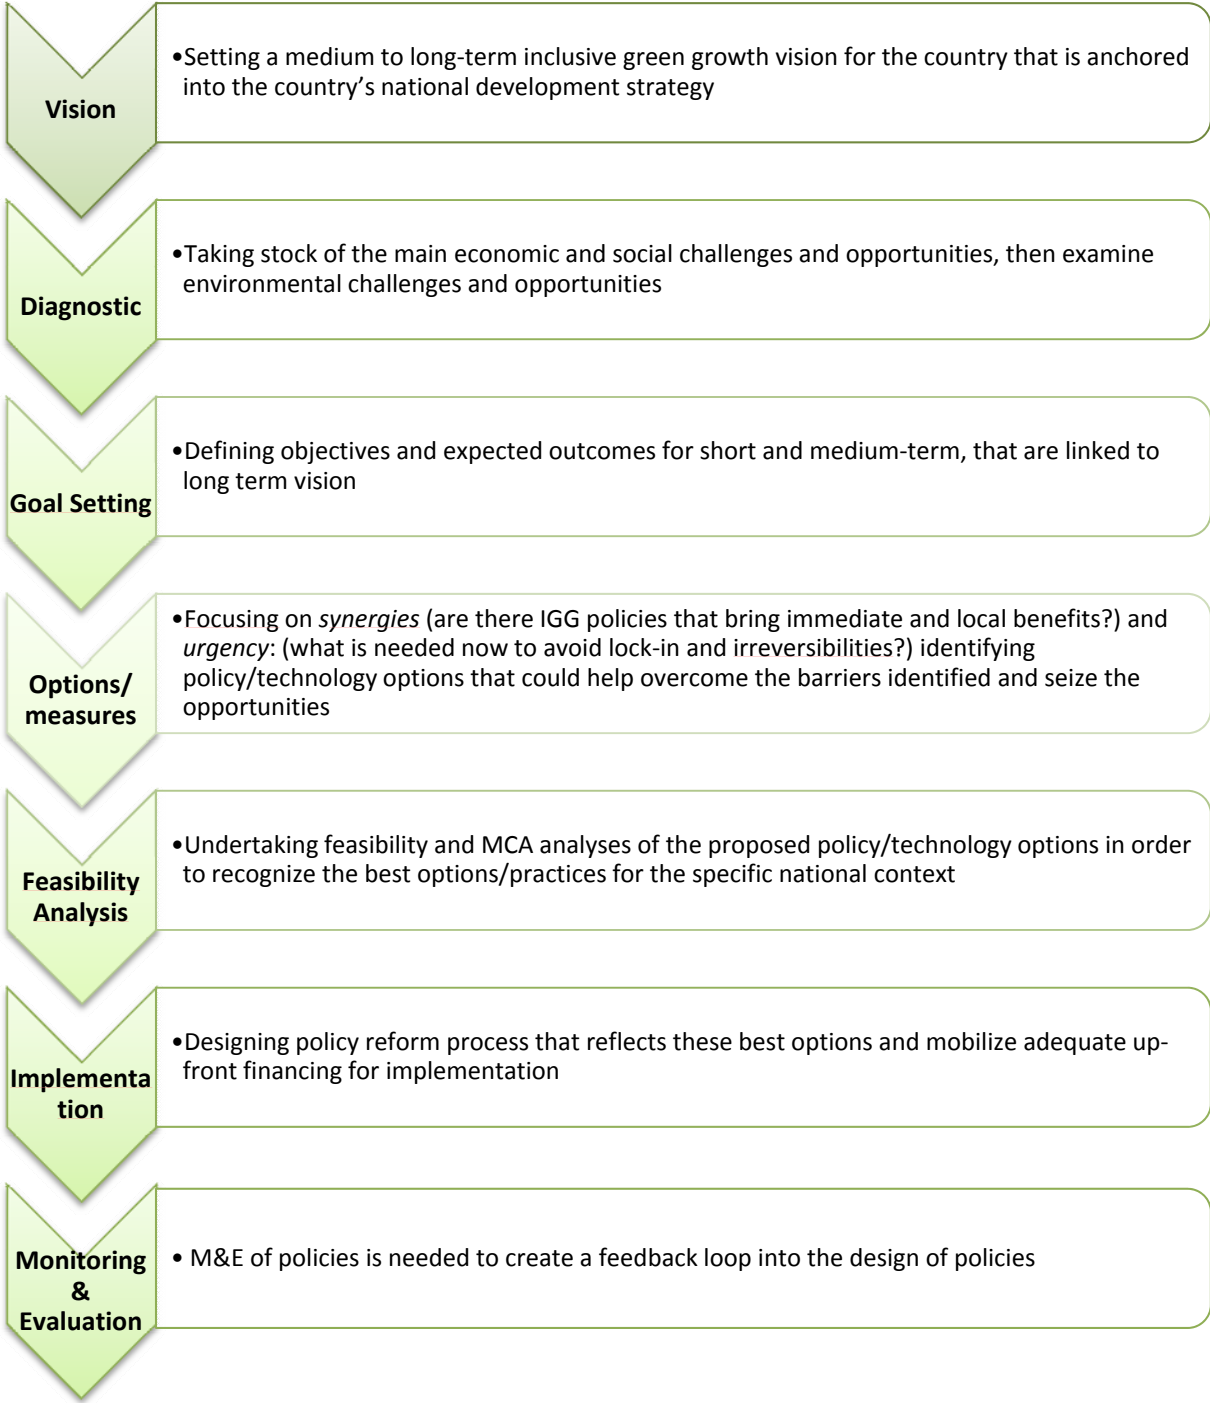 Vision
•Setting a medium to long-term inclusive green growth vision for the country that is anchored
into the country’s national development strategy
Diagnostic
•Taking stock of the main economic and social challenges and opportunities, then examine
environmental challenges and opportunities
Goal Setting
•Defining objectives and expected outcomes for short and medium-term, that are linked to
long term vision
Options/
measures
•Focusing on synergies (are there IGG policies that bring immediate and local benefits?) and
urgency: (what is needed now to avoid lock-in and irreversibilities?) identifying
policy/technology options that could help overcome the barriers identified and seize the
opportunities
Feasibility
Analysis
•Undertaking feasibility and MCA analyses of the proposed policy/technology options in order
to recognize the best options/practices for the specific national context
Implementa
tion
•Designing policy reform process that reflects these best options and mobilize adequate up-
front financing for implementation
Monitoring
&
Evaluation
• M&E of policies is needed to create a feedback loop into the design of policies